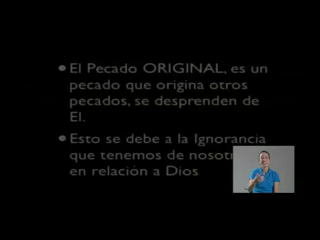 • El Pecado ORIGINAL, es un
pecado que origina otros
pecados, se desprenden de
El.
• Esto se debe a la Ignorancia
que tenemos de
en relación a Dios